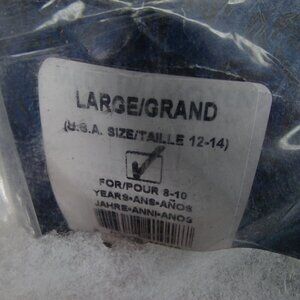 LARGE/GRAND
(U.S.A. SIZE/TAILLE 12-14)
FOR/POUR 8-10
YEARS•ANS•AÑOS
JAHRE•ANNI•ANOS